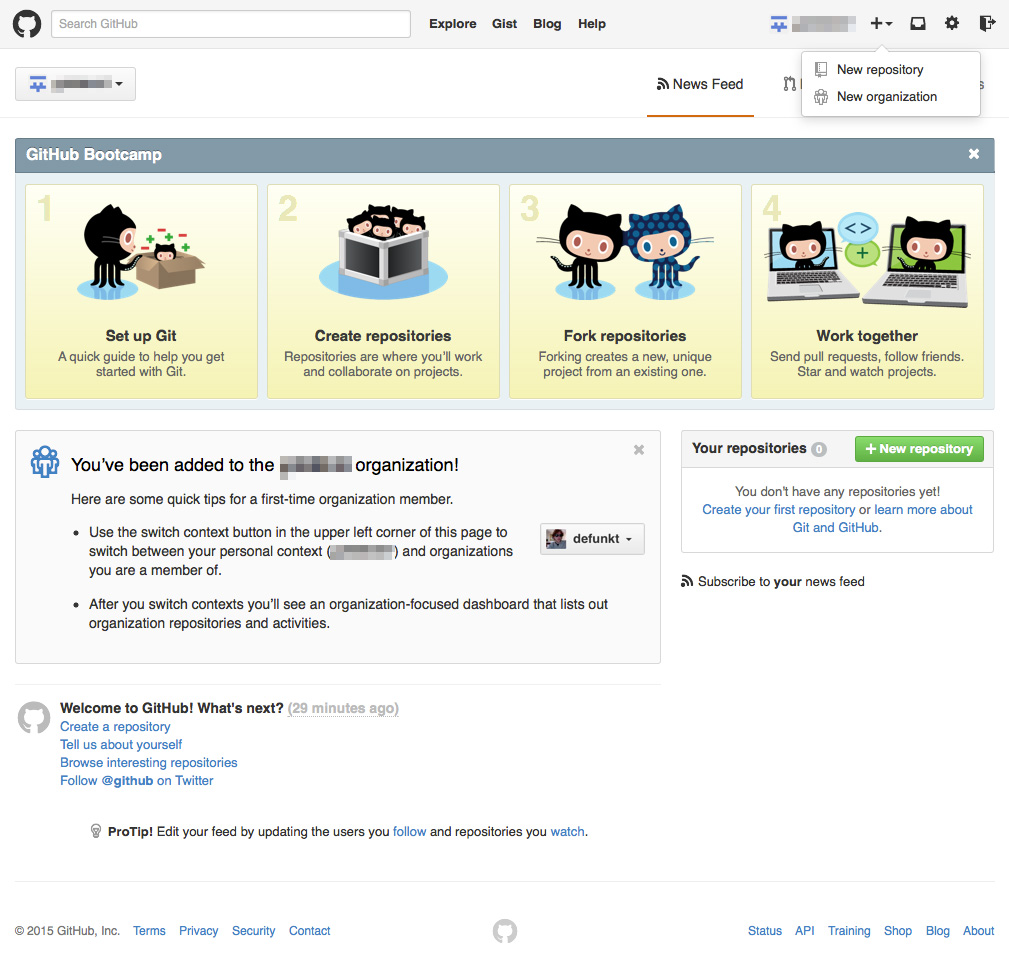 Search GitHub
Explore Gist Blog Help
New repository
New organization
News Feed
GitHub Bootcamp
1
Set up Git
A quick guide to help you get
started with Git.
2
Create repositories
Repositories are where you'll work
and collaborate on projects.
3
Fork repositories
Forking creates a new, unique
project from an existing one.
4
Work together
Send pull requests, follow friends.
Star and watch projects.
You've been added to the organization!
Here are some quick tips for a first-time organization member.
• Use the switch context button in the upper left corner of this page to
switch between your personal context ( ) and organizations
you are a member of.
defunkt
• After you switch contexts you'll see an organization-focused dashboard that lists out
organization repositories and activities.
Your repositories 0
+ New repository
You don't have any repositories yet!
Create your first repository or learn more about
Git and GitHub.
Subscribe to your news feed
Welcome to GitHub! What's next? (29 minutes ago)
Create a repository
Tell us about yourself
Browse interesting repositories
Follow @github on Twitter
ProTip! Edit your feed by updating the users you follow and repositories you watch.
© 2015 GitHub, Inc. Terms Privacy Security Contact
Status API Training Shop Blog About